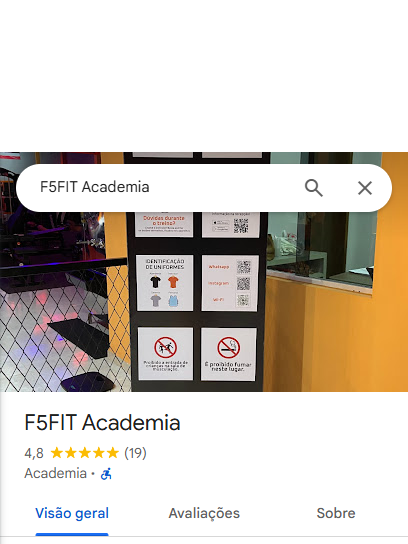 F5FIT Academia
Dúvidas durante
o treino?
IDENTIFICAÇÃO
DE UNIFORMES
Whatsapp
Instagram
Wi-Fi
Proibido a entrada de
crianças na sala de
musculação.
É proibido fumar
neste lugar.
F5FIT Academia
4,8 (19)
Academia ·
Visão geral
Avaliações
Sobre